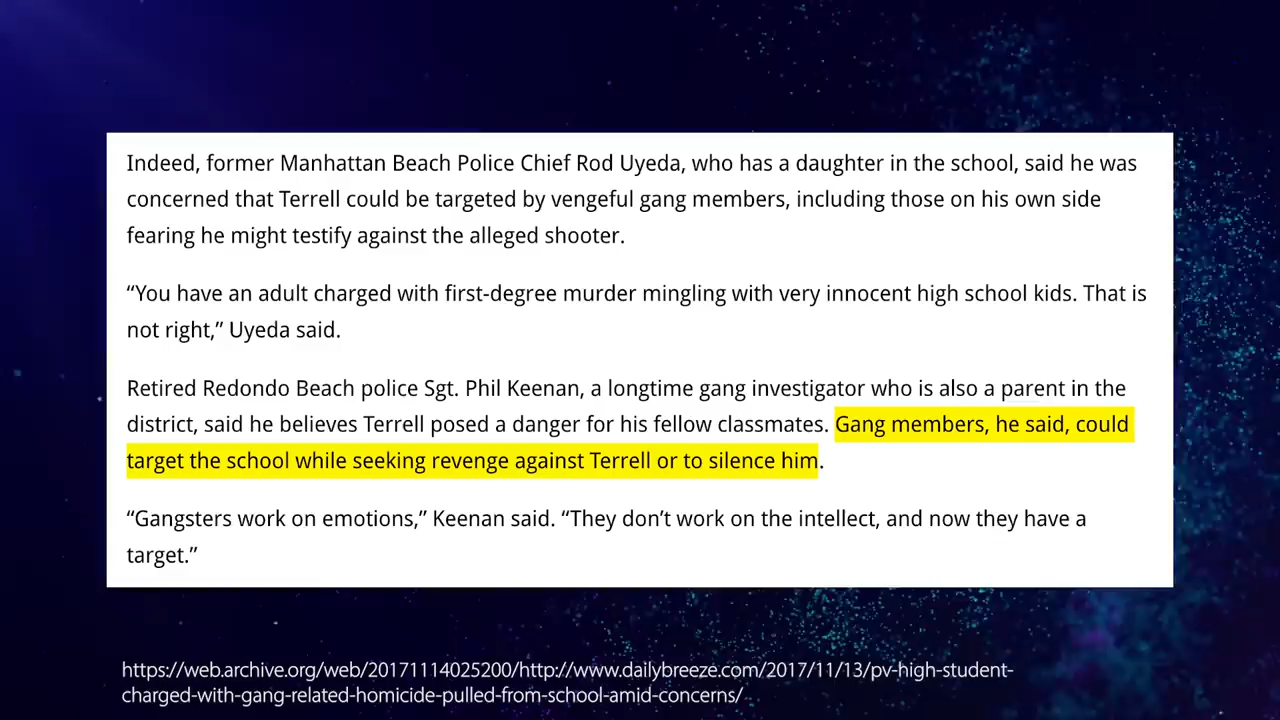 Indeed, former Manhattan Beach Police Chief Rod Uyeda, who has a daughter in the school, said he was
concerned that Terrell could be targeted by vengeful gang members, including those on his own side
fearing he might testify against the alleged shooter.
“You have an adult charged with first-degree murder mingling with very innocent high school kids. That is
not right,” Uyeda said.
Retired Redondo Beach police Sgt. Phil Keenan, a longtime gang investigator who is also a parent in the
district, said he believes Terrell posed a danger for his fellow classmates. Gang members, he said, could
target the school while seeking revenge against Terrell or to silence him.
“Gangsters work on emotions,” Keenan said. “They don’t work on the intellect, and now they have a
target.”
https://web.archive.org/web/20171114025200/http://www.dailybreeze.com/2017/11/13/pv-high-student-
charged-with-gang-related-homicide-pulled-from-school-amid-concerns/